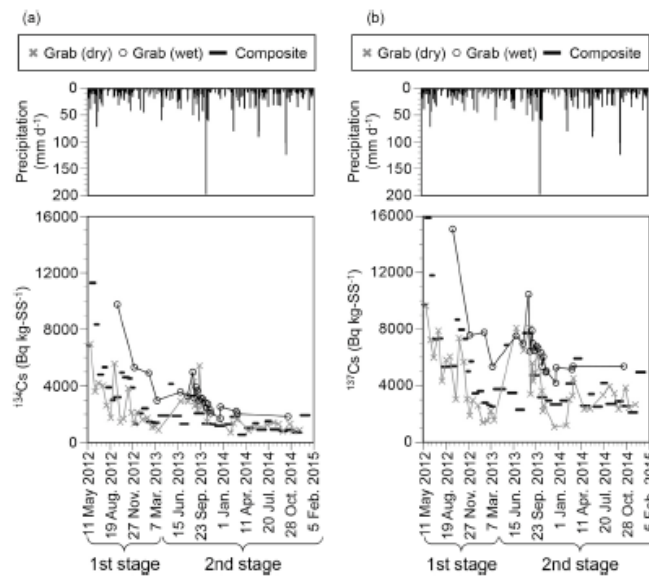 (a)
× Grab (dry) ○ Grab (wet) ━ Composite
Precipitation
(mm d⁻¹)
0
50
100
150
200
¹³⁴Cs (Bq kg-SS⁻¹)
16000
12000
8000
4000
0
11 May 2012
19 Aug. 2012
27 Nov. 2012
7 Mar. 2013
15 Jun. 2013
23 Sep. 2013
1 Jan. 2014
11 Apr. 2014
20 Jul. 2014
28 Oct. 2014
5 Feb. 2015
1st stage
2nd stage
(b)
× Grab (dry) ○ Grab (wet) ━ Composite
Precipitation
(mm d⁻¹)
0
50
100
150
200
¹³⁷Cs (Bq kg-SS⁻¹)
16000
12000
8000
4000
0
11 May 2012
19 Aug. 2012
27 Nov. 2012
7 Mar. 2013
15 Jun. 2013
23 Sep. 2013
1 Jan. 2014
11 Apr. 2014
20 Jul. 2014
28 Oct. 2014
5 Feb. 2015
1st stage
2nd stage